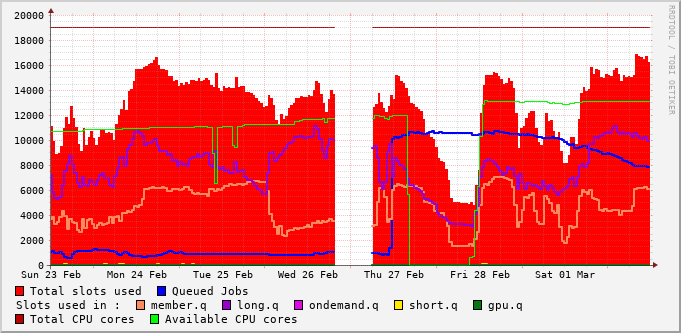 20000
18000
16000
14000
12000
10000
8000
6000
4000
2000
0
Sun 23 Feb Mon 24 Feb Tue 25 Feb Wed 26 Feb Thu 27 Feb Fri 28 Feb Sat 01 Mar
Total slots used Queued Jobs
Slots used in : member.q long.q ondemand.q short.q gpu.q
Total CPU cores Available CPU cores
RRDTOOL / TOBI OETIKER